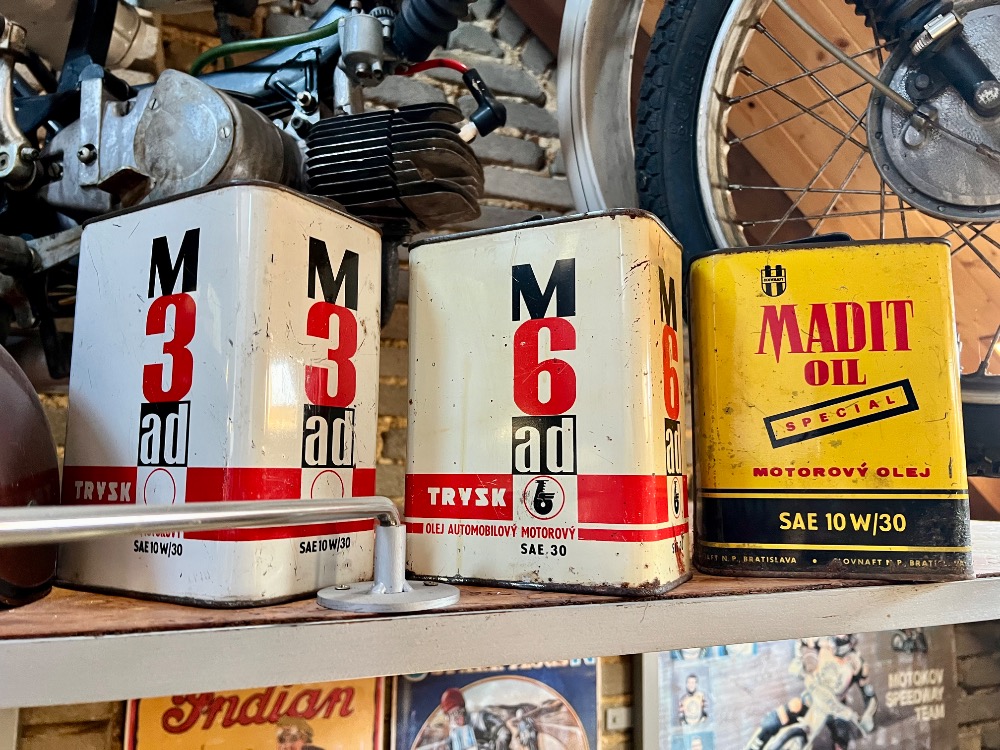 M
3
ad
TRYSK
SAE 10 W/30
M
3
ad
SAE 10 W/30
M
6
ad
TRYSK
OLEJ AUTOMOBILOVÝ MOTOROVÝ
SAE 30
M
6
ad
MADIT
OIL
SPECIAL
MOTOROVÝ OLEJ
SAE 10 W/30
N.P. BRATISLAVA • SLOVNAFT N.P.
Indian
MOTOKOV
SPEEDWAY
TEAM